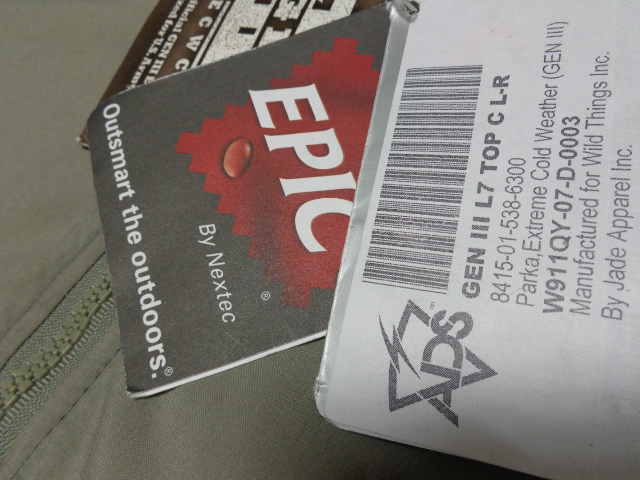 ECWC
EPIC
By Nextec
®
Outsmart the outdoors.®
ADS
GEN III L7 TOP C L-R
8415-01-538-6300
Parka,Extreme Cold Weather (GEN III)
W911QY-07-D-0003
Manufactured for Wild Things Inc.
By Jade Apparel Inc.